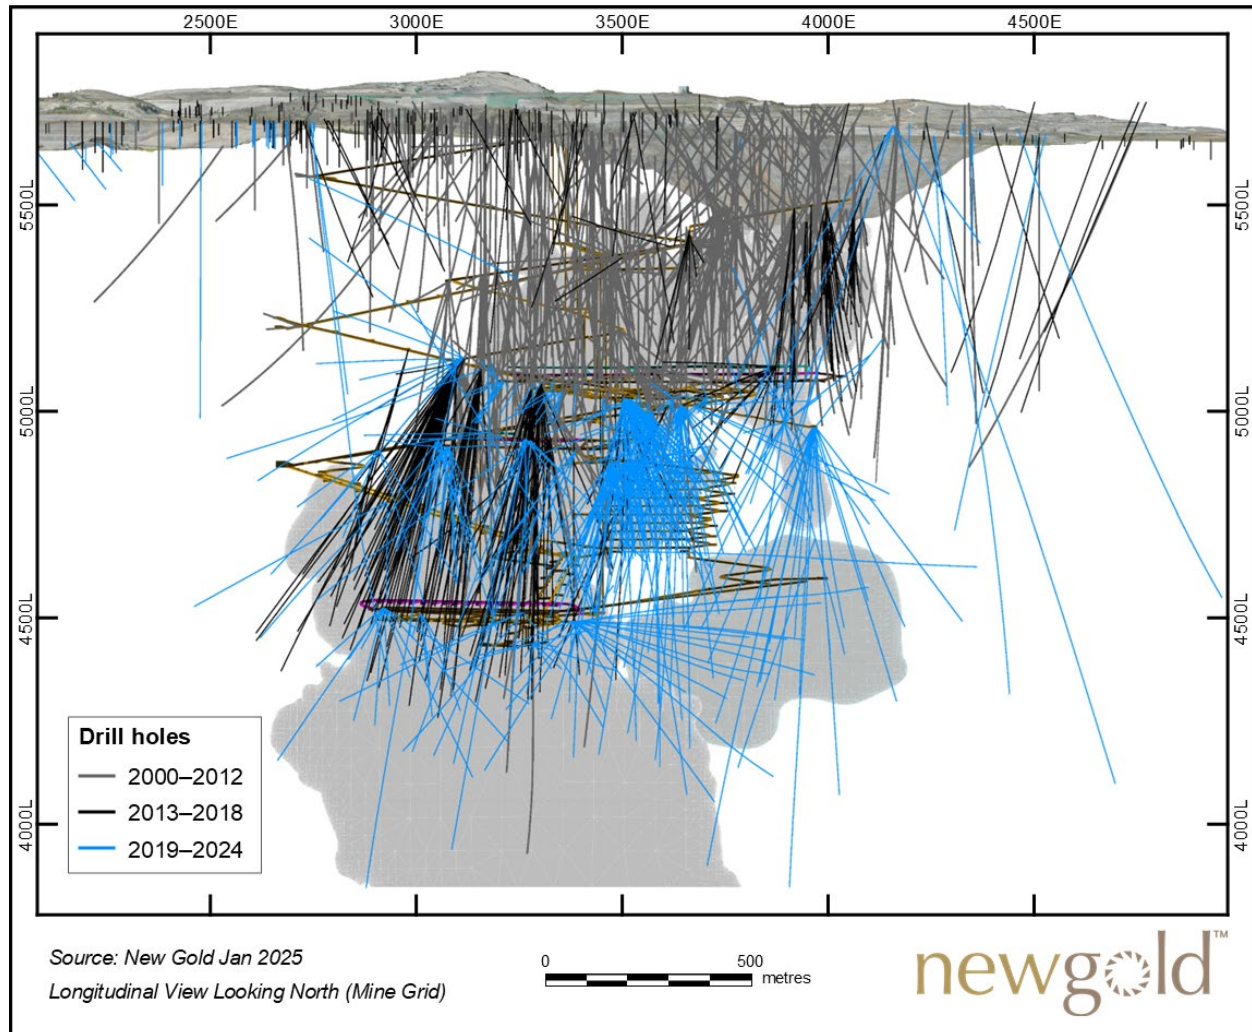 2500E 3000E 3500E 4000E 4500E
5500L 5500L
5000L 5000L
4500L 4500L
4000L 4000L
Drill holes
2000–2012
2013–2018
2019–2024
Source: New Gold Jan 2025
Longitudinal View Looking North (Mine Grid)
0 500
metres
newgold™